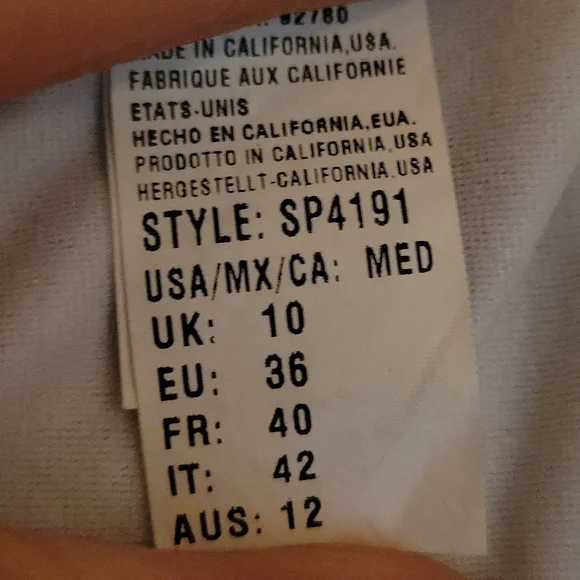 92780
MADE IN CALIFORNIA,USA.
FABRIQUE AUX CALIFORNIE
ETATS-UNIS
HECHO EN CALIFORNIA,EUA.
PRODOTTO IN CALIFORNIA.USA
HERGESTELLT-CALIFORNIA.USA
STYLE: SP4191
USA/MX/CA: MED
UK: 10
EU: 36
FR: 40
IT: 42
AUS: 12